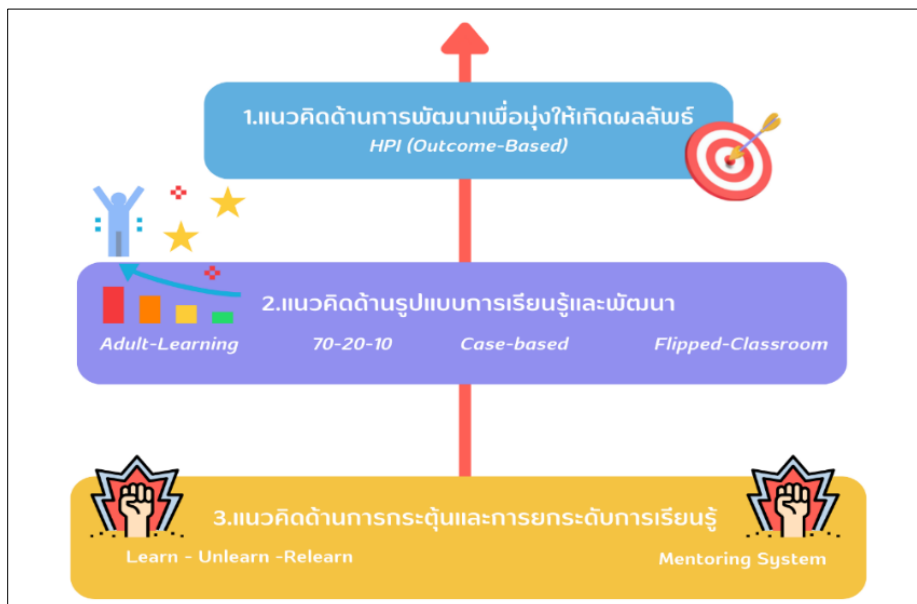 1.แนวคิดด้านการพัฒนาเพื่อมุ่งให้เกิดผลลัพธ์
HPI (Outcome-Based)
2.แนวคิดด้านรูปแบบการเรียนรู้และพัฒนา
Adult-Learning 70-20-10 Case-based Flipped-Classroom
3.แนวคิดด้านการกระตุ้นและการยกระดับการเรียนรู้
Learn - Unlearn -Relearn Mentoring System